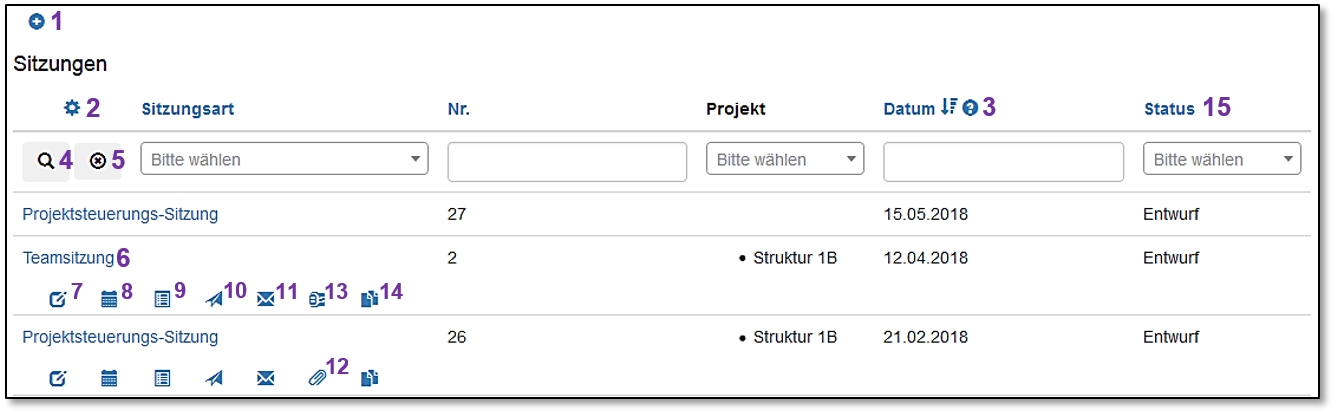 1
Sitzungen
2 Sitzungsart Nr. Projekt Datum 3 Status 15
4 5 Bitte wählen Bitte wählen Bitte wählen
Projektsteuerungs-Sitzung 27 15.05.2018 Entwurf
Teamsitzung 6 2 • Struktur 1B 12.04.2018 Entwurf
7 8 9 10 11 13 14
Projektsteuerungs-Sitzung 26 • Struktur 1B 21.02.2018 Entwurf
12